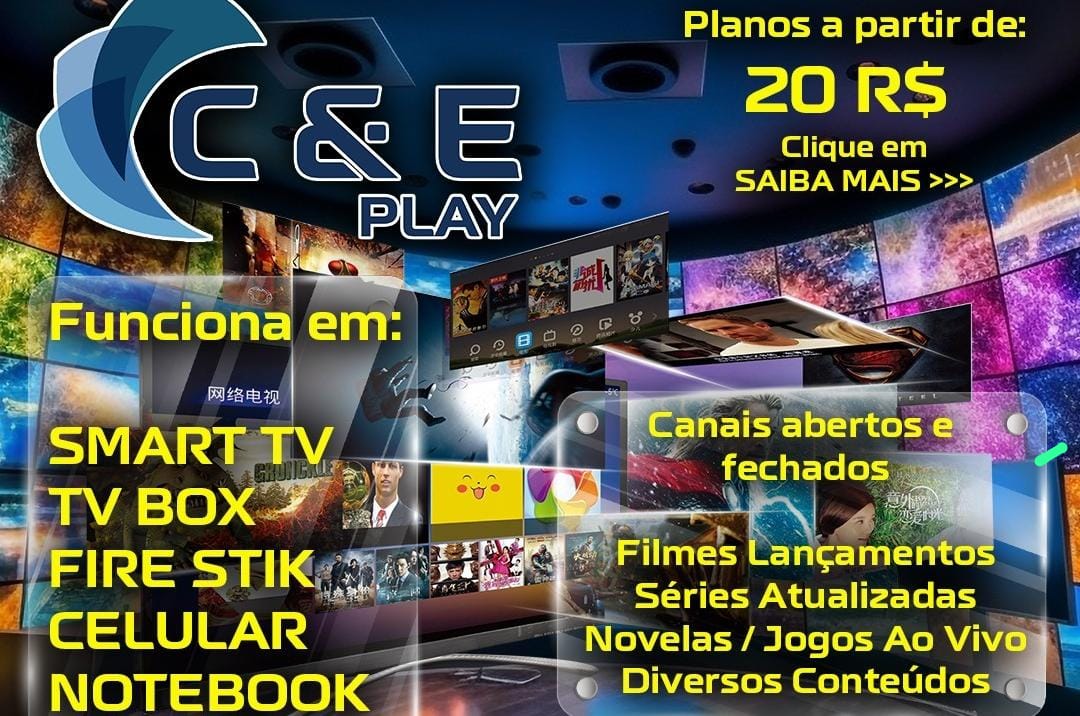 C & E
PLAY
Planos a partir de:
20 R$
Clique em
SAIBA MAIS >>>
Funciona em:
SMART TV
TV BOX
FIRE STIK
CELULAR
NOTEBOOK
网络电视
Canais abertos e
fechados
Filmes Lançamentos
Séries Atualizadas
Novelas / Jogos Ao Vivo
Diversos Conteúdos